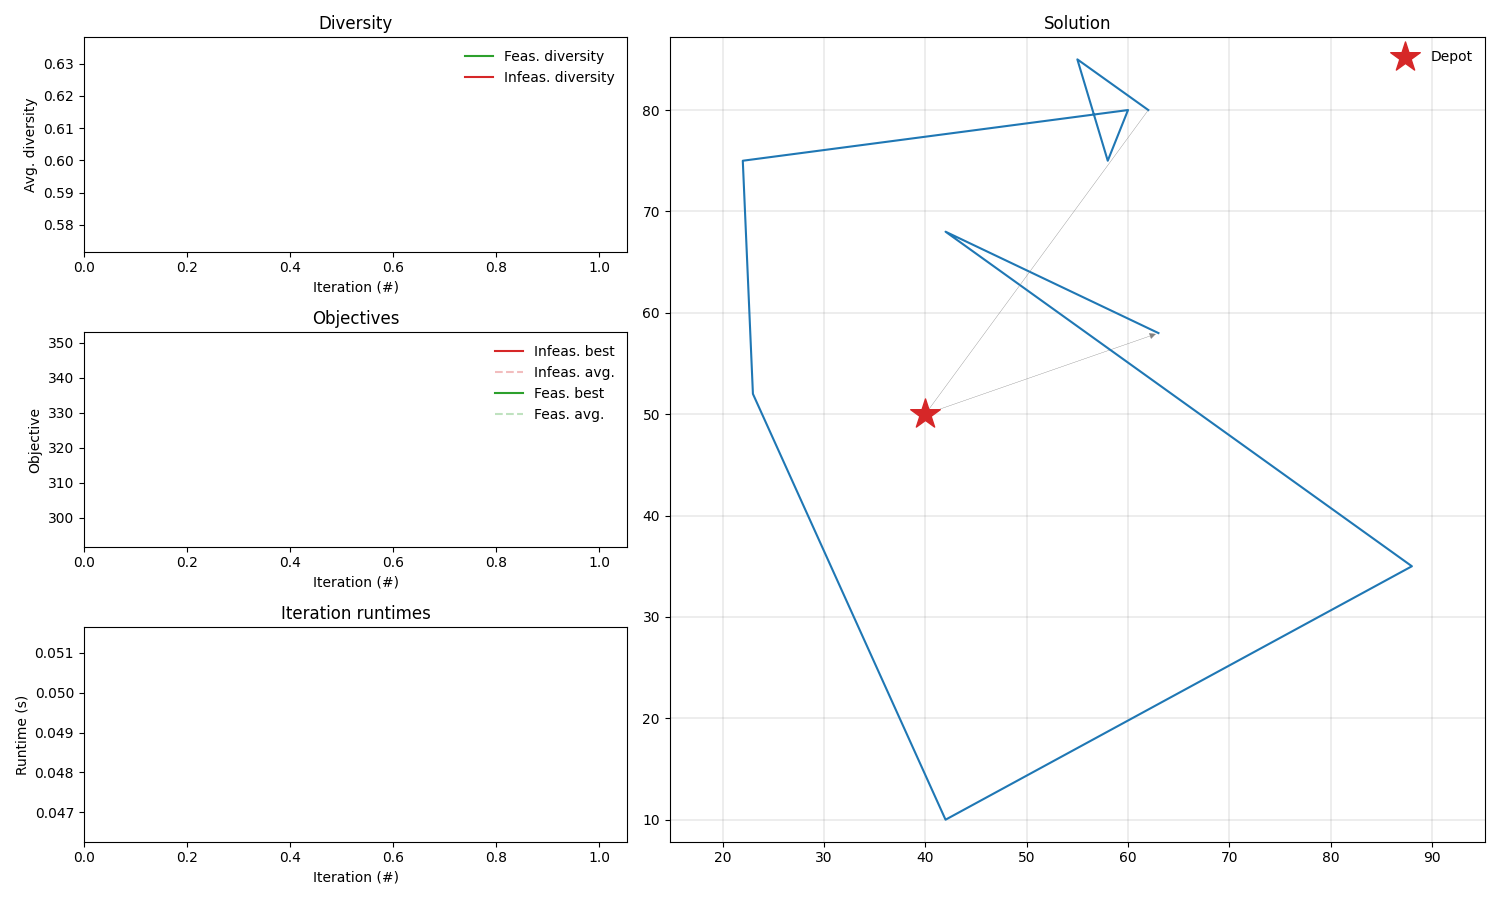 Diversity
Feas. diversity
Infeas. diversity
Avg. diversity
0.63
0.62
0.61
0.60
0.59
0.58
0.0 0.2 0.4 0.6 0.8 1.0
Iteration (#)
Objectives
Infeas. best
Infeas. avg.
Feas. best
Feas. avg.
Objective
350
340
330
320
310
300
0.0 0.2 0.4 0.6 0.8 1.0
Iteration (#)
Iteration runtimes
Runtime (s)
0.051
0.050
0.049
0.048
0.047
0.0 0.2 0.4 0.6 0.8 1.0
Iteration (#)
Solution
Depot
80
70
60
50
40
30
20
10
20 30 40 50 60 70 80 90